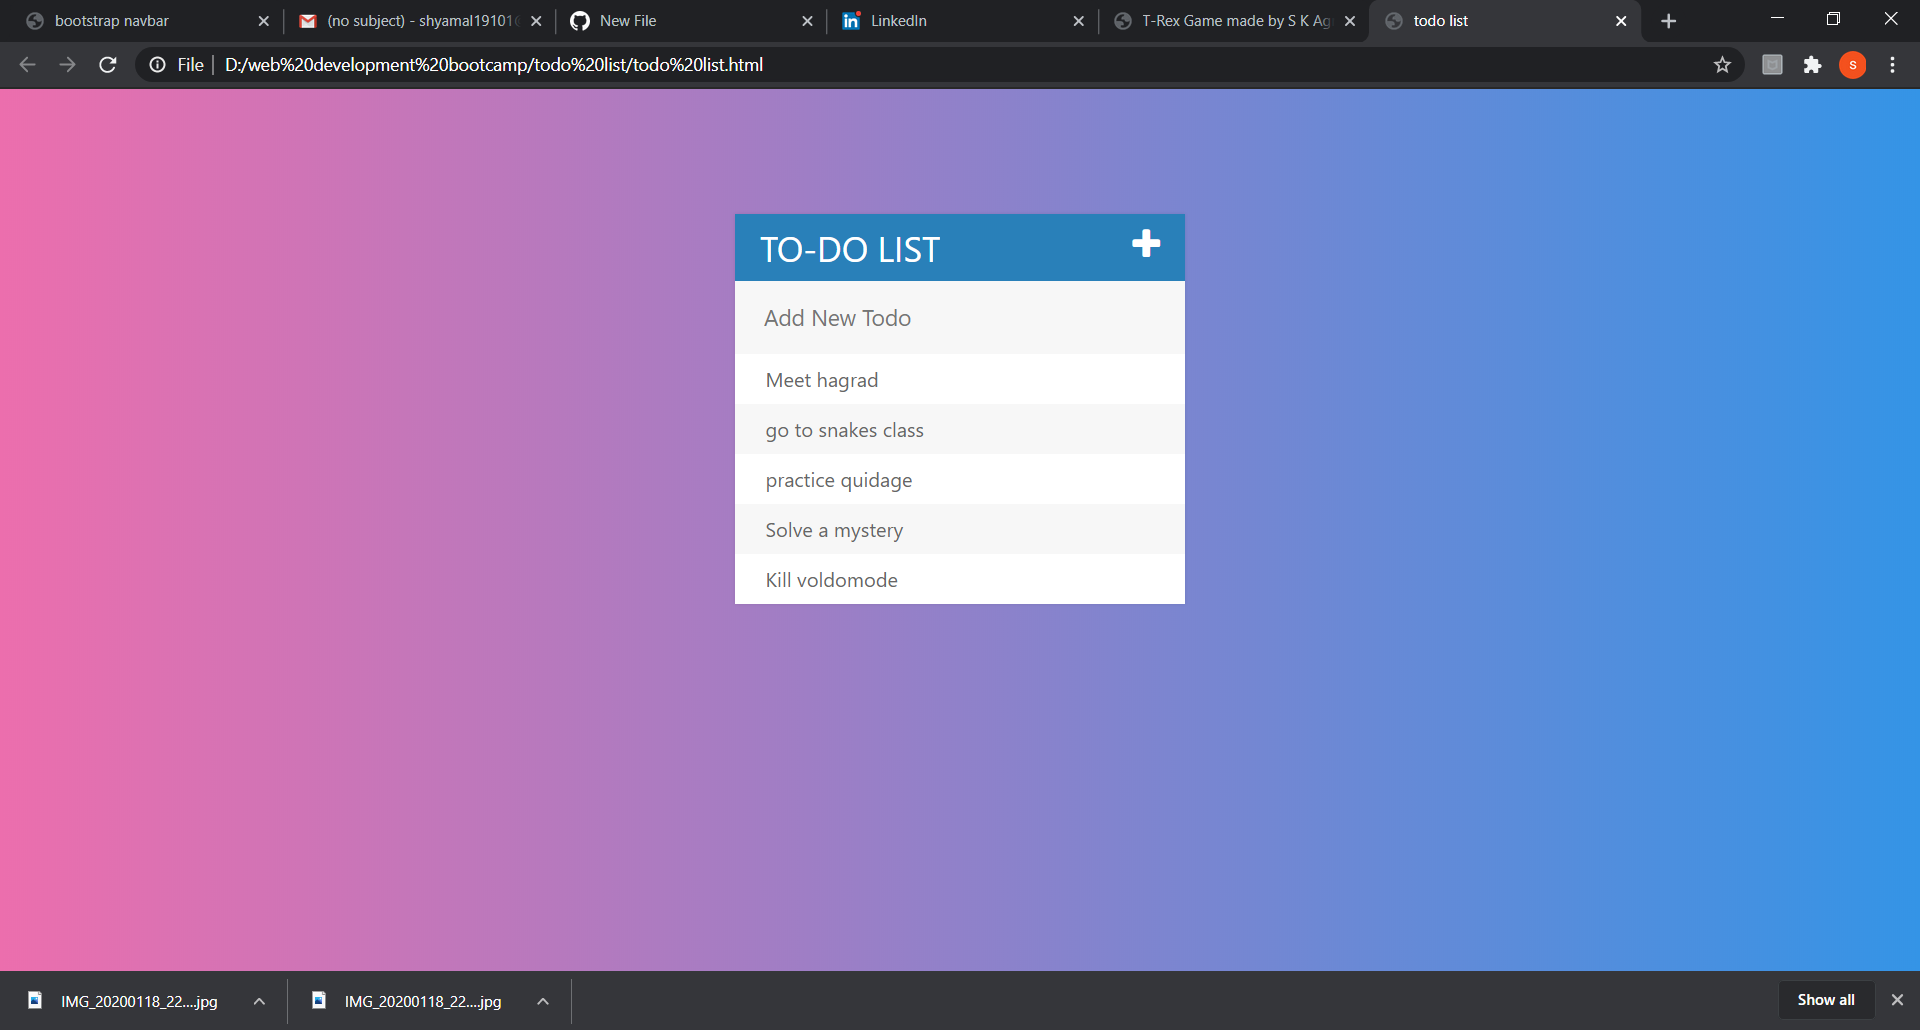 bootstrap navbar
(no subject) - shyamal19101
New File
LinkedIn
T-Rex Game made by S K Ag
todo list
File
D:/web%20development%20bootcamp/todo%20list/todo%20list.html
s
TO-DO LIST
Add New Todo
Meet hagrad
go to snakes class
practice quidage
Solve a mystery
Kill voldomode
IMG_20200118_22....jpg
IMG_20200118_22....jpg
Show all